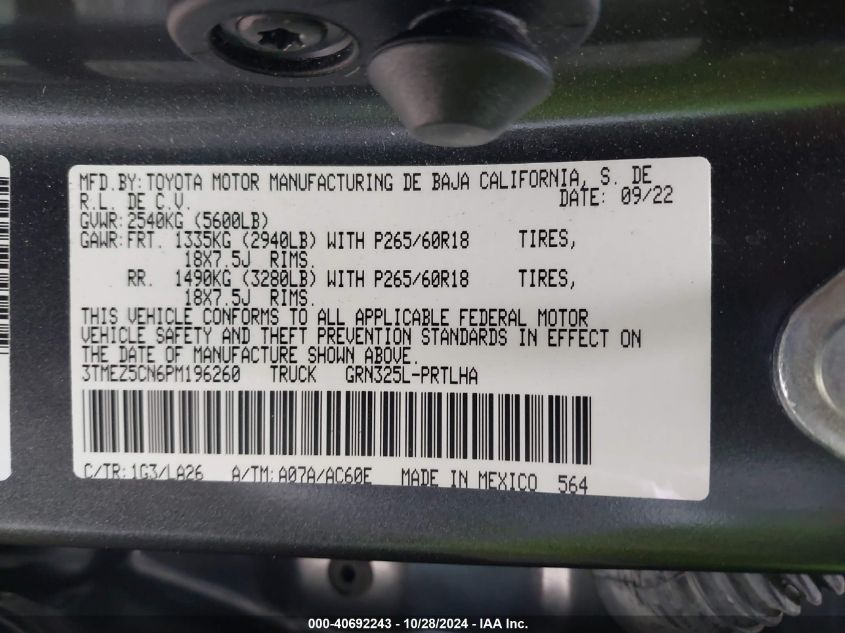 MFD.BY: TOYOTA MOTOR MANUFACTURING DE BAJA CALIFORNIA, S. DE
R.L. DE C.V. DATE: 09/22
GVWR: 2540KG (5600LB)
GAWR: FRT. 1335KG (2940LB) WITH P265/60R18 TIRES,
18X7.5J RIMS.
RR. 1490KG (3280LB) WITH P265/60R18 TIRES,
18X7.5J RIMS.
THIS VEHICLE CONFORMS TO ALL APPLICABLE FEDERAL MOTOR
VEHICLE SAFETY AND THEFT PREVENTION STANDARDS IN EFFECT ON
THE DATE OF MANUFACTURE SHOWN ABOVE.
3TMEZ5CN6PM196260 TRUCK GRN325L-PRTLHA
C/TR: 1G3/LA26 A/TM: A07A/AC60E MADE IN MEXICO 564
000-40692243 - 10/28/2024 - IAA Inc.